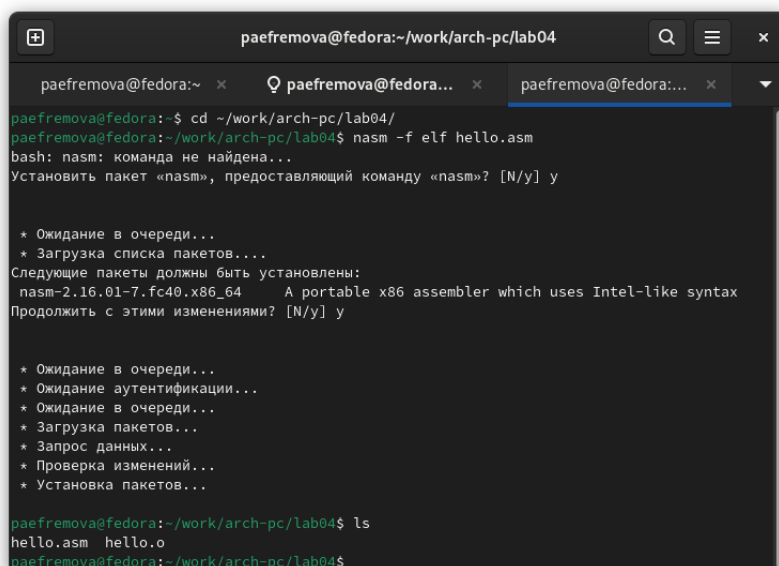 paefremova@fedora:~/work/arch-pc/lab04
paefremova@fedora:~ × paefremova@fedora... × paefremova@fedora:... ×
paefremova@fedora:~$ cd ~/work/arch-pc/lab04/
paefremova@fedora:~/work/arch-pc/lab04$ nasm -f elf hello.asm
bash: nasm: команда не найдена...
Установить пакет «nasm», предоставляющий команду «nasm»? [N/y] y
* Ожидание в очереди...
* Загрузка списка пакетов....
Следующие пакеты должны быть установлены:
nasm-2.16.01-7.fc40.x86_64 A portable x86 assembler which uses Intel-like syntax
Продолжить с этими изменениями? [N/y] y
* Ожидание в очереди...
* Ожидание аутентификации...
* Ожидание в очереди...
* Загрузка пакетов...
* Запрос данных...
* Проверка изменений...
* Установка пакетов...
paefremova@fedora:~/work/arch-pc/lab04$ ls
hello.asm hello.o
paefremova@fedora:~/work/arch-pc/lab04$